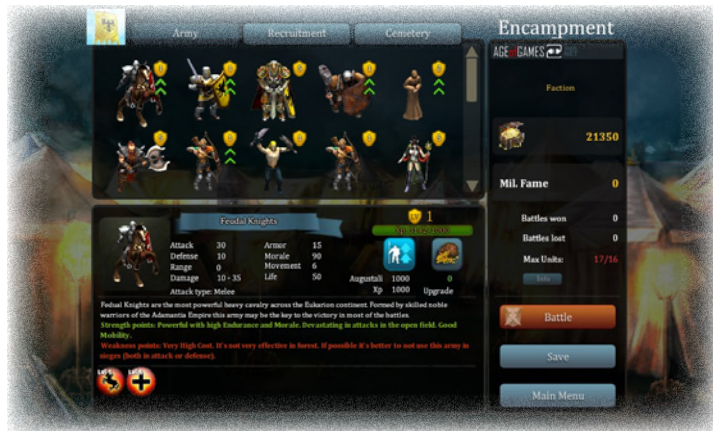 Army
Recruitment
Cemetery
Encampment
AGEofGAMES
Faction
21350
Mil. Fame 0
Battles won 0
Battles lost 0
Max Units: 17/16
Info
Feudal Knights
LV 1
Attack 30 Armor 15
Defense 10 Morale 90
Range 0 Movement 6
Damage 10 - 35 Life 50
Attack type: Melee
Augustali 1000 0
Xp 1000 Upgrade
Fedual Knights are the most powerful heavy cavalry across the Eukarion continent. Formed by skilled noble
warriors of the Adamantia Empire this army may be the key to the victory in most of the battles.
Strength points: Powerful with high Endurance and Morale. Devastating in attacks in the open field. Good
Mobility.
Weakness points: Very High Cost. It's not very effective in forest. If possible it's better to not use this army in
sieges (both in attack or defense).
Battle
Save
Main Menu